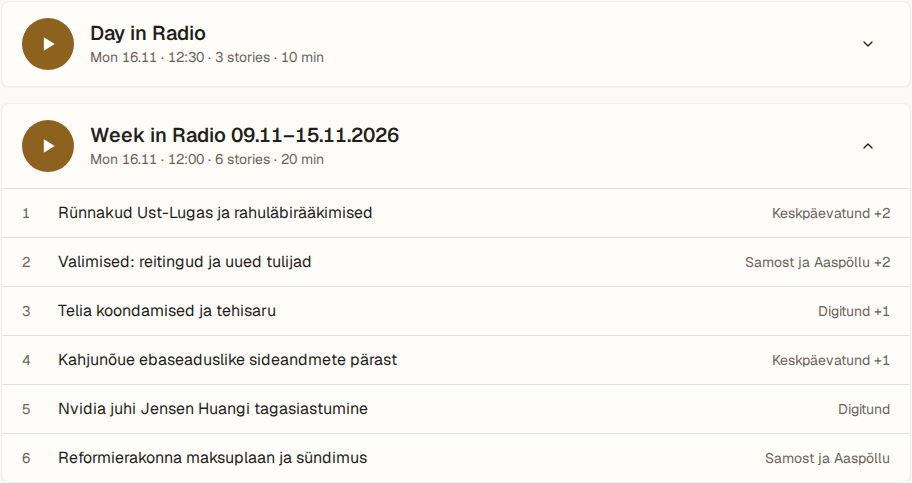 Day in Radio
Mon 16.11 · 12:30 · 3 stories · 10 min
Week in Radio 09.11–15.11.2026
Mon 16.11 · 12:00 · 6 stories · 20 min
1 Rünnakud Ust-Lugas ja rahuläbirääkimised Keskpäevatund +2
2 Valimised: reitingud ja uued tulijad Samost ja Aaspõllu +2
3 Telia koondamised ja tehisaru Digitund +1
4 Kahjunõue ebaseaduslike sideandmete pärast Keskpäevatund +1
5 Nvidia juhi Jensen Huangi tagasiastumine Digitund
6 Reformierakonna maksuplaan ja sündimus Samost ja Aaspõllu